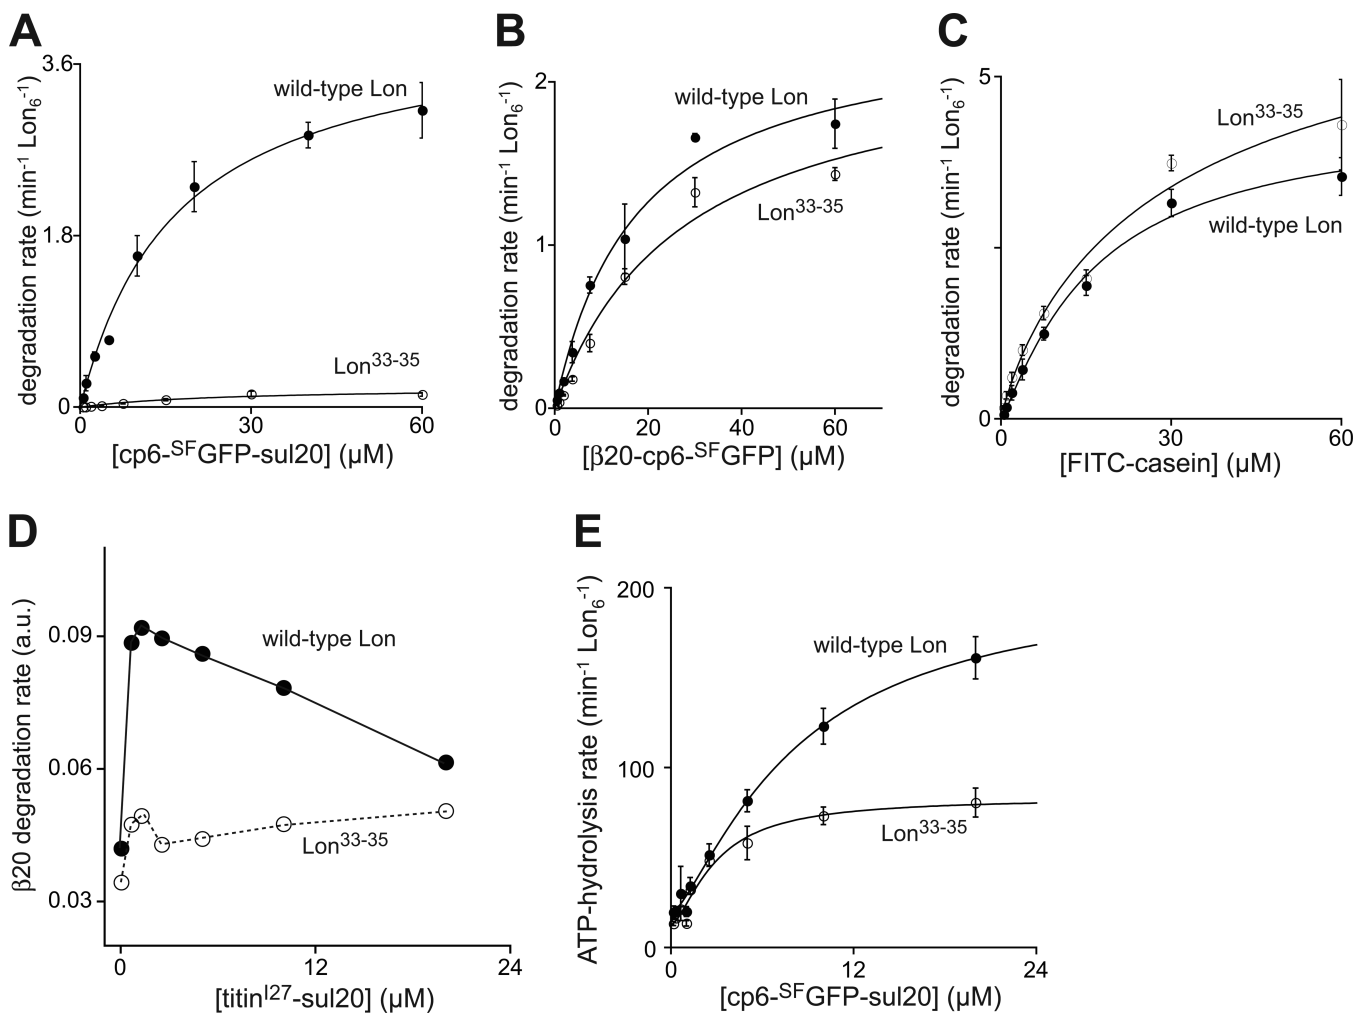 A
degradation rate (min⁻¹ Lon₆⁻¹)
3.6
1.8
0
wild-type Lon
Lon³³⁻³⁵
0 30 60
[cp6-ˢᶠGFP-sul20] (µM)
B
degradation rate (min⁻¹ Lon₆⁻¹)
2
1
0
wild-type Lon
Lon³³⁻³⁵
0 20 40 60
[β20-cp6-ˢᶠGFP] (µM)
C
degradation rate (min⁻¹ Lon₆⁻¹)
5
0
Lon³³⁻³⁵
wild-type Lon
0 30 60
[FITC-casein] (µM)
D
β20 degradation rate (a.u.)
0.09
0.06
0.03
wild-type Lon
Lon³³⁻³⁵
0 12 24
[titinᴵ²⁷-sul20] (µM)
E
ATP-hydrolysis rate (min⁻¹ Lon₆⁻¹)
200
100
0
wild-type Lon
Lon³³⁻³⁵
0 12 24
[cp6-ˢᶠGFP-sul20] (µM)